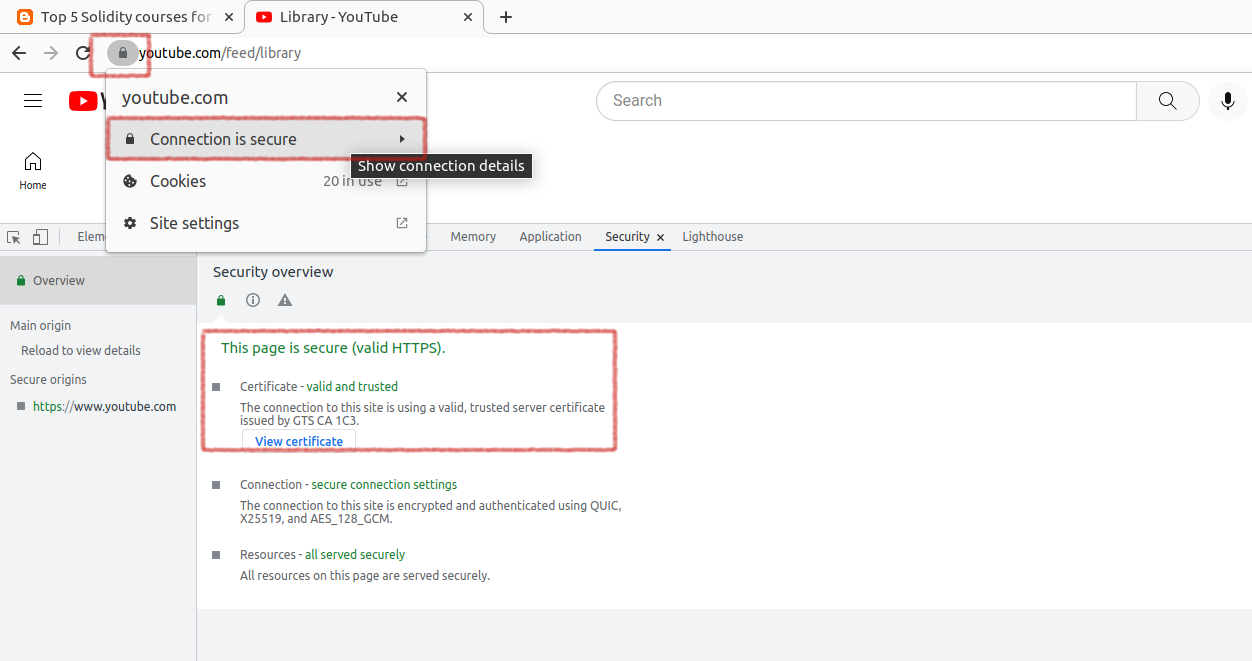 Top 5 Solidity courses for
Library - YouTube
youtube.com/feed/library
youtube.com
Search
Connection is secure
Show connection details
Cookies
20 in use
Home
Site settings
Memory
Application
Security
Lighthouse
Overview
Security overview
Main origin
Reload to view details
Secure origins
https://www.youtube.com
This page is secure (valid HTTPS).
Certificate - valid and trusted
The connection to this site is using a valid, trusted server certificate
issued by GTS CA 1C3.
View certificate
Connection - secure connection settings
The connection to this site is encrypted and authenticated using QUIC,
X25519, and AES_128_GCM.
Resources - all served securely
All resources on this page are served securely.